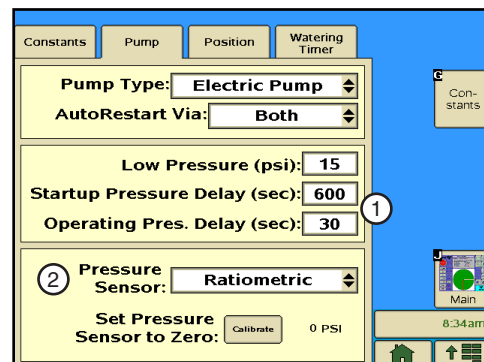 Constants
Pump
Position
Watering
Timer
Pump Type: Electric Pump
AutoRestart Via: Both
Low Pressure (psi): 15
Startup Pressure Delay (sec): 600
Operating Pres. Delay (sec): 30
1
2
Pressure
Sensor: Ratiometric
Set Pressure
Sensor to Zero: Calibrate 0 PSI
G
Con-
stants
J
Main
8:34am